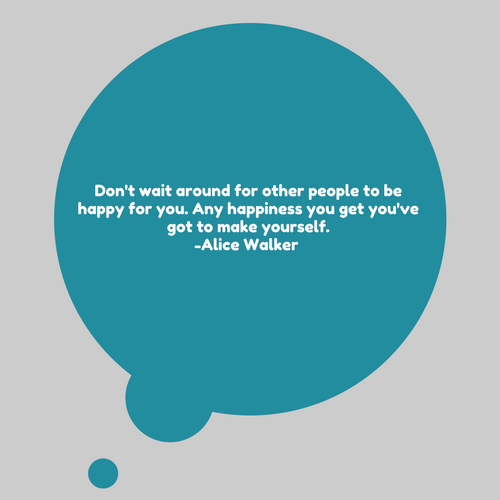 Don't wait around for other people to be
happy for you. Any happiness you get you've
got to make yourself.
-Alice Walker